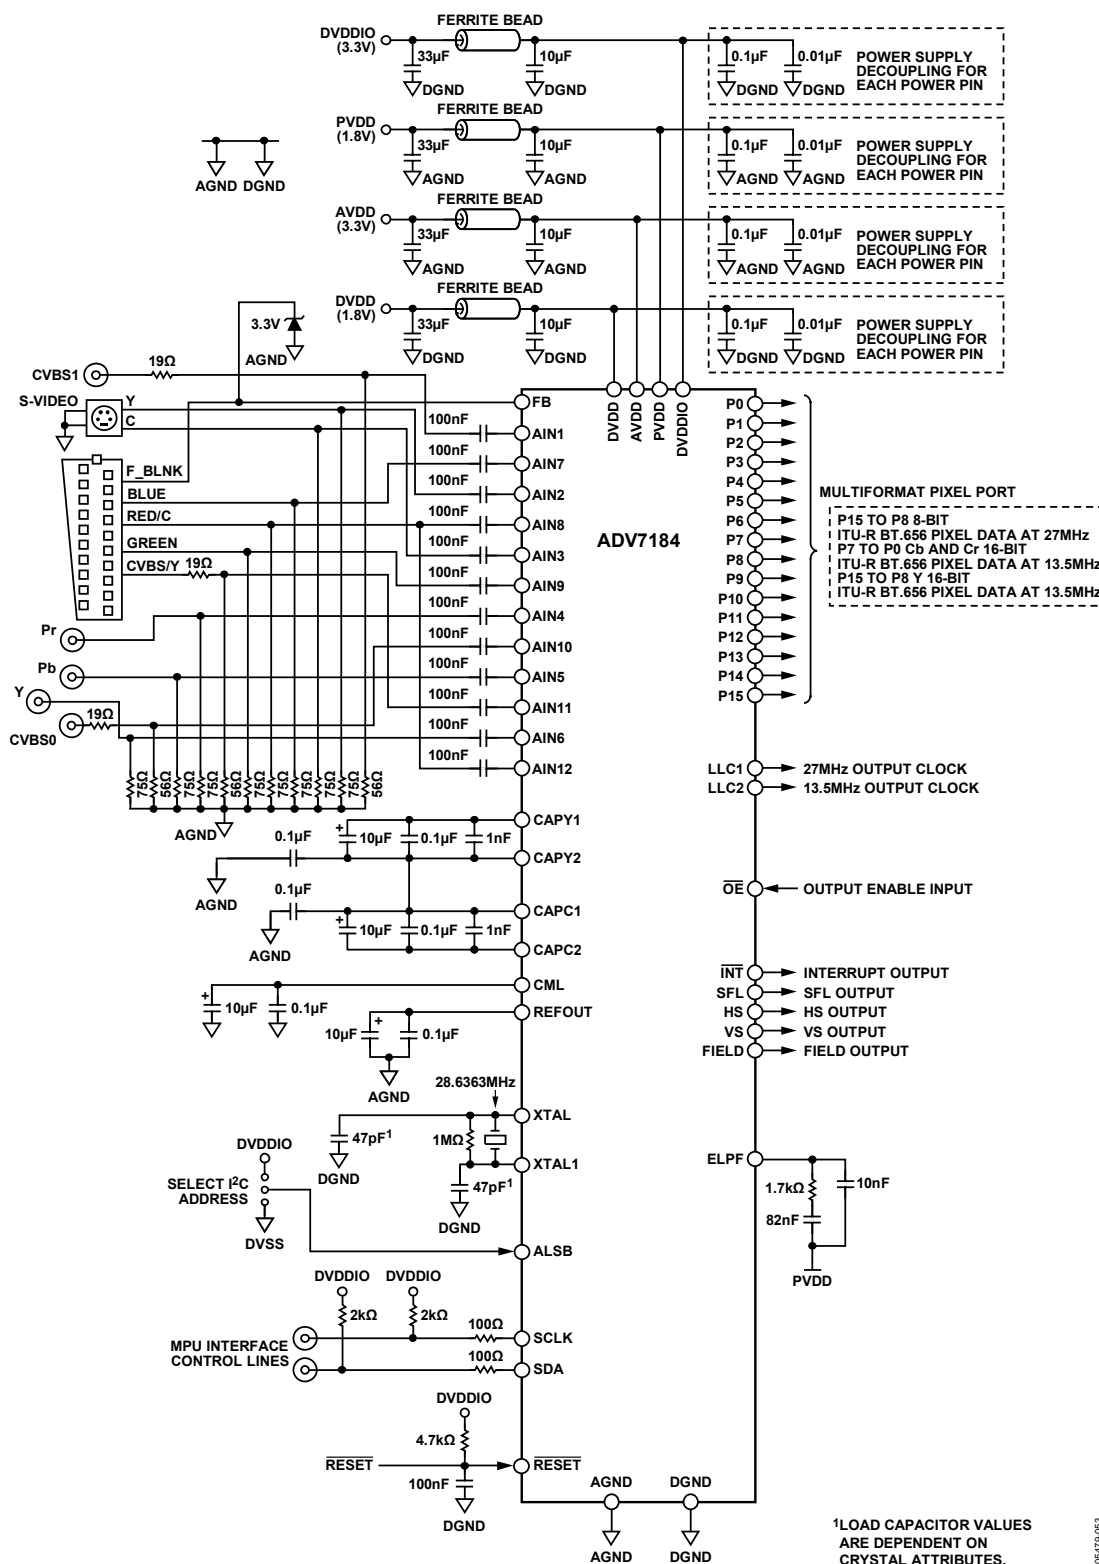 FERRITE BEAD
DVDDIO
(3.3V)
33µF
10µF
0.1µF
0.01µF
POWER SUPPLY
DECOUPLING FOR
EACH POWER PIN
DGND
DGND
DGND
DGND
FERRITE BEAD
PVDD
(1.8V)
33µF
10µF
0.1µF
0.01µF
POWER SUPPLY
DECOUPLING FOR
EACH POWER PIN
AGND
AGND
AGND
AGND
AGND DGND
FERRITE BEAD
AVDD
(3.3V)
33µF
10µF
0.1µF
0.01µF
POWER SUPPLY
DECOUPLING FOR
EACH POWER PIN
AGND
AGND
AGND
AGND
FERRITE BEAD
DVDD
(1.8V)
33µF
10µF
0.1µF
0.01µF
POWER SUPPLY
DECOUPLING FOR
EACH POWER PIN
DGND
DGND
DGND
DGND
3.3V
AGND
CVBS1
19Ω
S-VIDEO
Y
C
F_BLNK
BLUE
RED/C
GREEN
CVBS/Y
19Ω
Pr
Pb
Y
19Ω
CVBS0
75Ω
56Ω
75Ω
75Ω
56Ω
75Ω
75Ω
75Ω
75Ω
56Ω
AGND
FB
100nF
AIN1
100nF
AIN7
100nF
AIN2
100nF
AIN8
100nF
AIN3
100nF
AIN9
100nF
AIN4
100nF
AIN10
100nF
AIN5
100nF
AIN11
100nF
AIN6
100nF
AIN12
DVDD
AVDD
PVDD
DVDDIO
ADV7184
P0
P1
P2
P3
P4
P5
P6
P7
P8
P9
P10
P11
P12
P13
P14
P15
MULTIFORMAT PIXEL PORT
P15 TO P8 8-BIT
ITU-R BT.656 PIXEL DATA AT 27MHz
P7 TO P0 Cb AND Cr 16-BIT
ITU-R BT.656 PIXEL DATA AT 13.5MHz
P15 TO P8 Y 16-BIT
ITU-R BT.656 PIXEL DATA AT 13.5MHz
LLC1
27MHz OUTPUT CLOCK
LLC2
13.5MHz OUTPUT CLOCK
CAPY1
0.1µF
+
10µF
0.1µF
1nF
CAPY2
AGND
0.1µF
CAPC1
AGND
+
10µF
0.1µF
1nF
CAPC2
OE
OUTPUT ENABLE INPUT
CML
+
10µF
0.1µF
REFOUT
10µF
+
0.1µF
AGND
INT
INTERRUPT OUTPUT
SFL
SFL OUTPUT
HS
HS OUTPUT
VS
VS OUTPUT
FIELD
FIELD OUTPUT
28.6363MHz
XTAL
47pF¹
1MΩ
DGND
XTAL1
47pF¹
DGND
DVDDIO
SELECT I²C
ADDRESS
DVSS
ALSB
ELPF
1.7kΩ
10nF
82nF
PVDD
DVDDIO
DVDDIO
2kΩ
2kΩ
MPU INTERFACE
CONTROL LINES
100Ω
SCLK
100Ω
SDA
DVDDIO
4.7kΩ
RESET
RESET
100nF
DGND
AGND
DGND
AGND
DGND
¹LOAD CAPACITOR VALUES
ARE DEPENDENT ON
CRYSTAL ATTRIBUTES.
05479-053